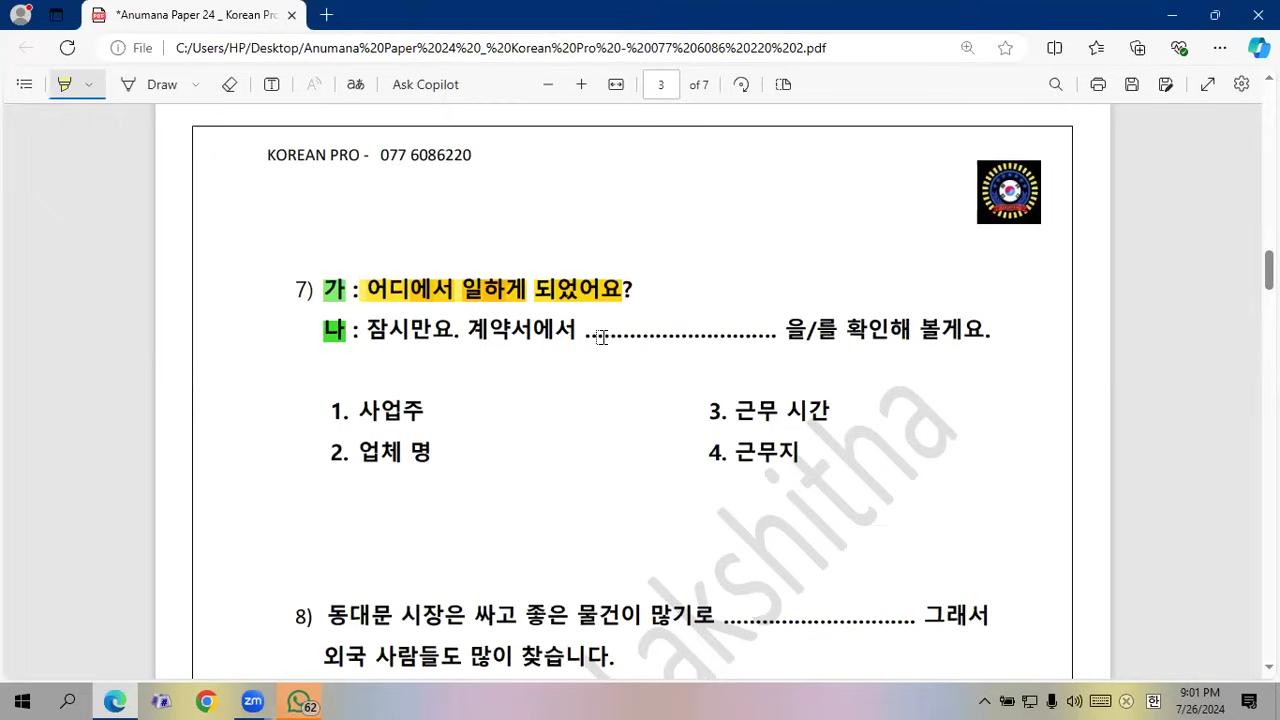 *Anumana Paper 24 _ Korean Pro
File
C:/Users/HP/Desktop/Anumana%20Paper%2024%20_%20Korean%20Pro%20-%20077%206086%20220%20%202.pdf
Draw
aあ
Ask Copilot
3 of 7
KOREAN PRO - 077 6086220
7) 가 : 어디에서 일하게 되었어요?
나 : 잠시만요. 계약서에서 .............................. 을/를 확인해 볼게요.
1. 사업주
3. 근무 시간
2. 업체 명
4. 근무지
8) 동대문 시장은 싸고 좋은 물건이 많기로 .............................. 그래서
외국 사람들도 많이 찾습니다.
akshitha
zm
62
한
9:01 PM
7/26/2024